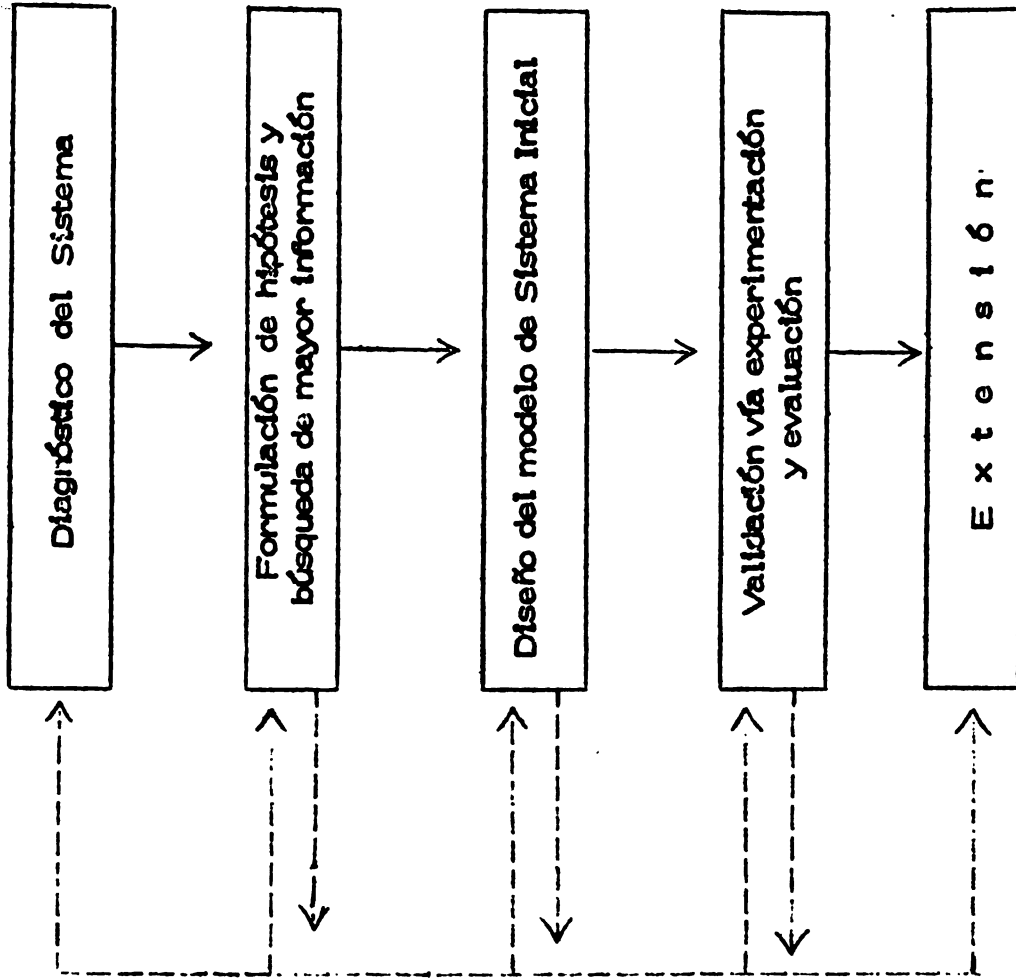 Diagnóstico del Sistema
Formulación de hipótesis y
búsqueda de mayor información
Diseño del modelo de Sistema Inicial
Validación vía experimentación
y evaluación
E x t e n s i ó n